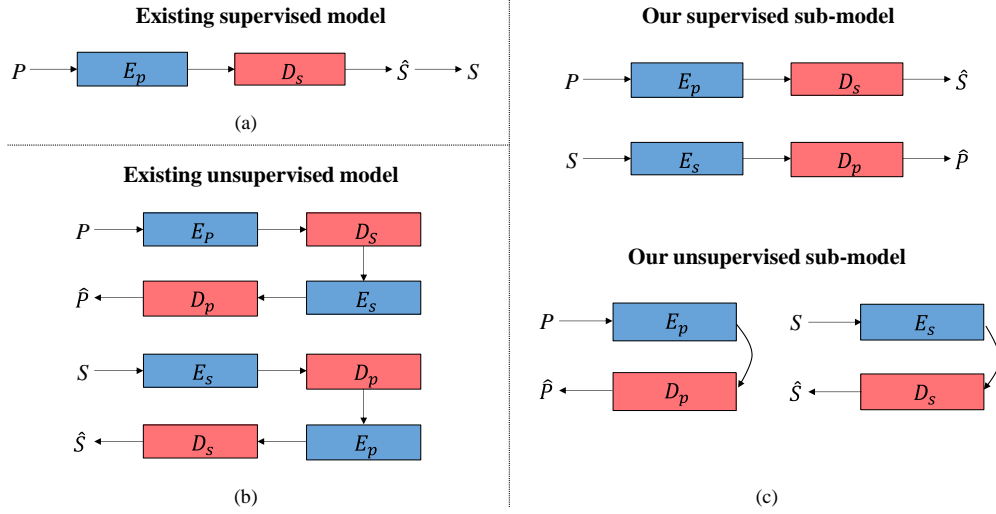 Existing supervised model
P E_p D_s Ŝ S
(a)
Existing unsupervised model
P E_P D_S
P̂ D_p E_s
S E_s D_p
Ŝ D_s E_p
(b)
Our supervised sub-model
P E_p D_s Ŝ
S E_s D_p P̂
Our unsupervised sub-model
P E_p S E_s
P̂ D_p Ŝ D_s
(c)